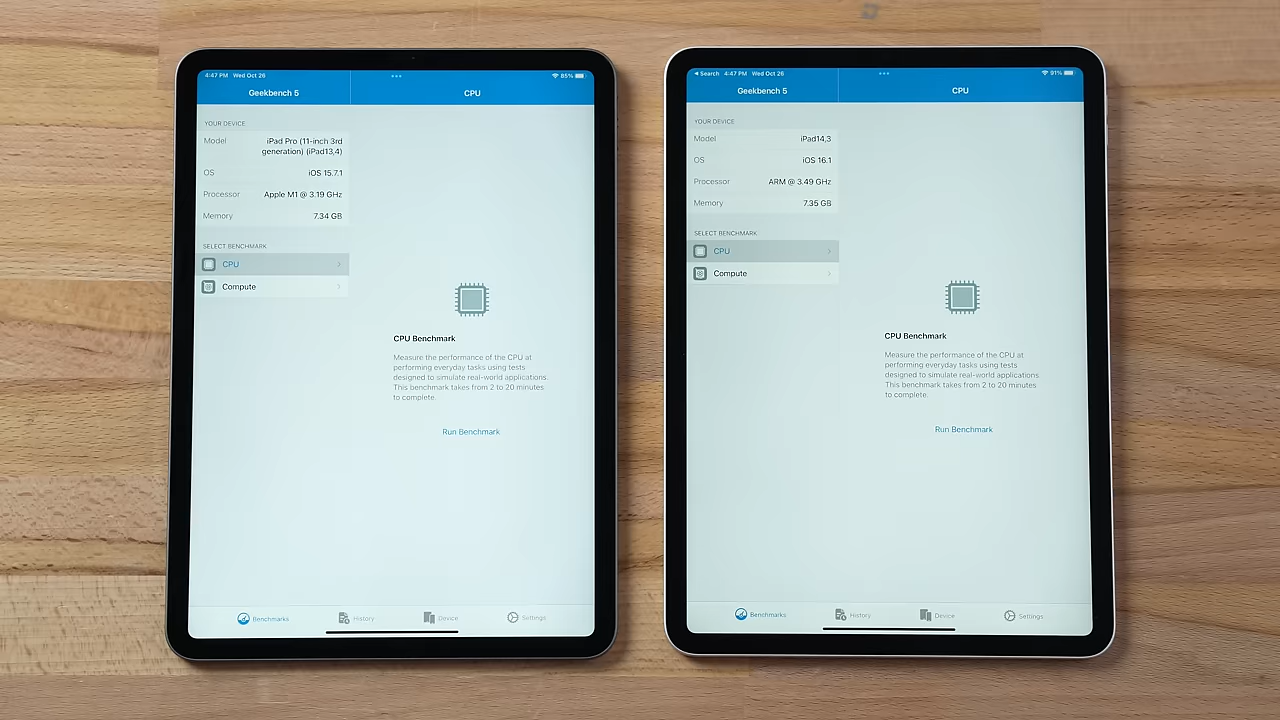 4:47 PM Wed Oct 26
85%
Geekbench 5
CPU
YOUR DEVICE
Model
iPad Pro (11-inch 3rd
generation) (iPad13,4)
OS
iOS 15.7.1
Processor
Apple M1 @ 3.19 GHz
Memory
7.34 GB
SELECT BENCHMARK
CPU
Compute
CPU Benchmark
Measure the performance of the CPU at
performing everyday tasks using tests
designed to simulate real-world applications.
This benchmark takes from 2 to 20 minutes
to complete.
Run Benchmark
Benchmarks
History
Device
Settings
Search 4:47 PM Wed Oct 26
91%
Geekbench 5
CPU
YOUR DEVICE
Model
iPad14,3
OS
iOS 16.1
Processor
ARM @ 3.49 GHz
Memory
7.35 GB
SELECT BENCHMARK
CPU
Compute
CPU Benchmark
Measure the performance of the CPU at
performing everyday tasks using tests
designed to simulate real-world applications.
This benchmark takes from 2 to 20 minutes
to complete.
Run Benchmark
Benchmarks
History
Device
Settings